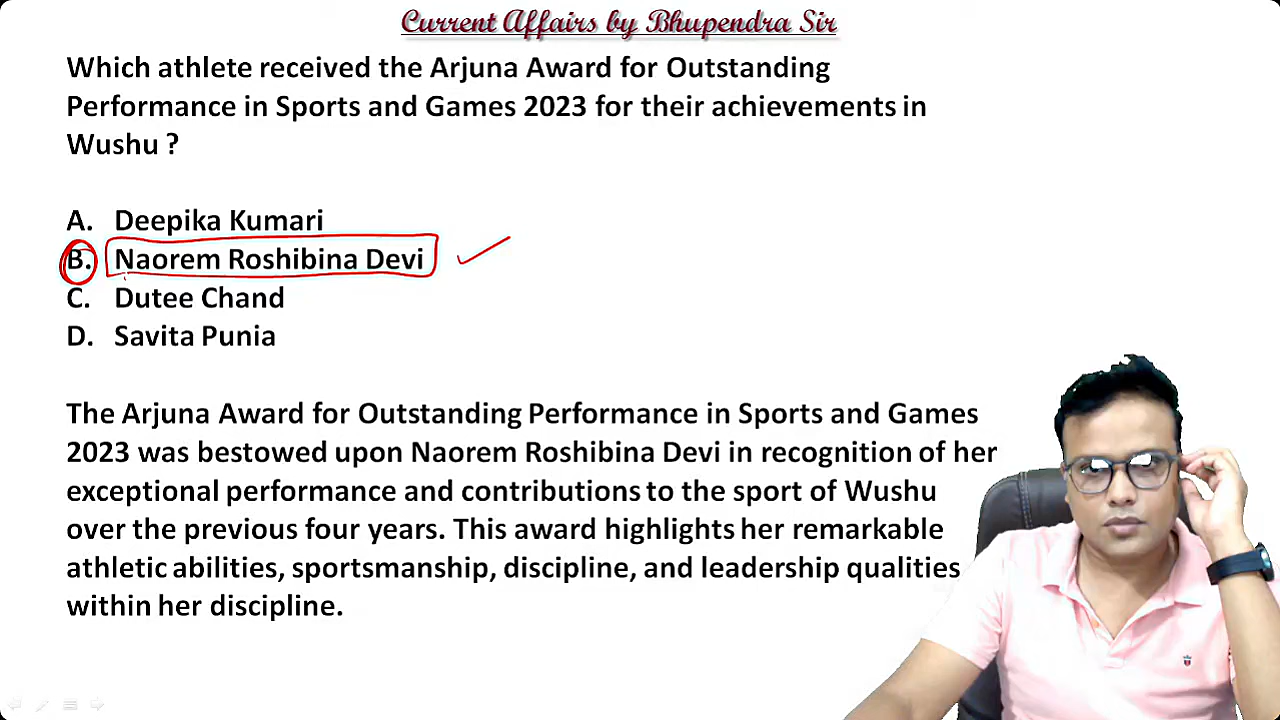 Current Affairs by Bhupendra Sir
Which athlete received the Arjuna Award for Outstanding
Performance in Sports and Games 2023 for their achievements in
Wushu ?
A. Deepika Kumari
B. Naorem Roshibina Devi
C. Dutee Chand
D. Savita Punia
The Arjuna Award for Outstanding Performance in Sports and Games
2023 was bestowed upon Naorem Roshibina Devi in recognition of her
exceptional performance and contributions to the sport of Wushu
over the previous four years. This award highlights her remarkable
athletic abilities, sportsmanship, discipline, and leadership qualities
within her discipline.